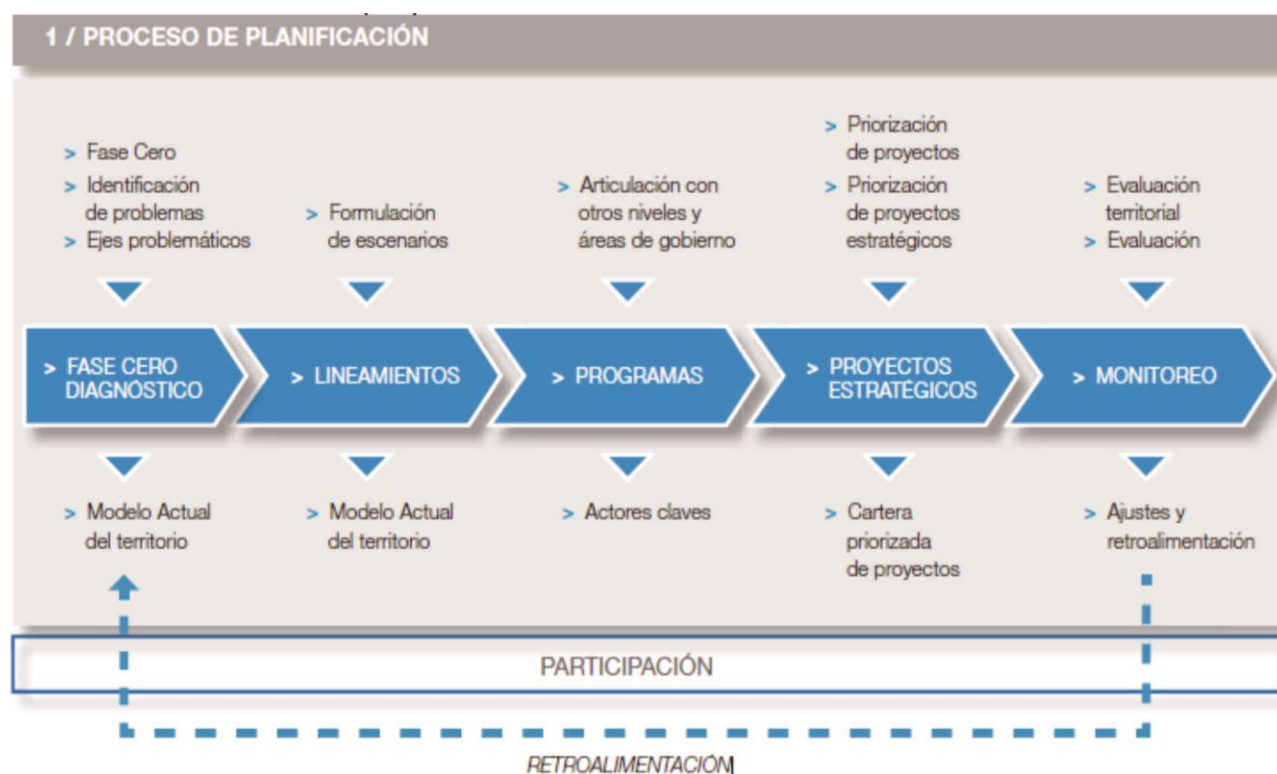 1 / PROCESO DE PLANIFICACIÓN
> Fase Cero
> Identificación
de problemas
> Ejes problemáticos
> Formulación
de escenarios
> Articulación con
otros niveles y
áreas de gobierno
> Priorización
de proyectos
> Priorización
de proyectos
estratégicos
> Evaluación
territorial
> Evaluación
> FASE CERO
DIAGNÓSTICO
> LINEAMIENTOS
> PROGRAMAS
> PROYECTOS
ESTRATÉGICOS
> MONITOREO
> Modelo Actual
del territorio
> Modelo Actual
del territorio
> Actores claves
> Cartera
priorizada
de proyectos
> Ajustes y
retroalimentación
PARTICIPACIÓN
RETROALIMENTACIÓN